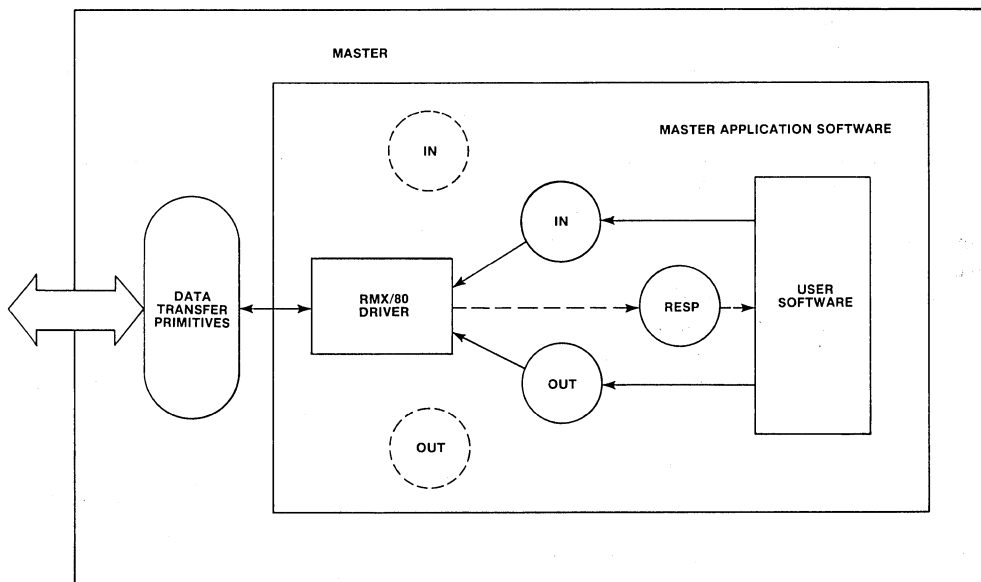 MASTER
MASTER APPLICATION SOFTWARE
IN
IN
DATA
TRANSFER
PRIMITIVES
RMX/80
DRIVER
RESP
USER
SOFTWARE
OUT
OUT